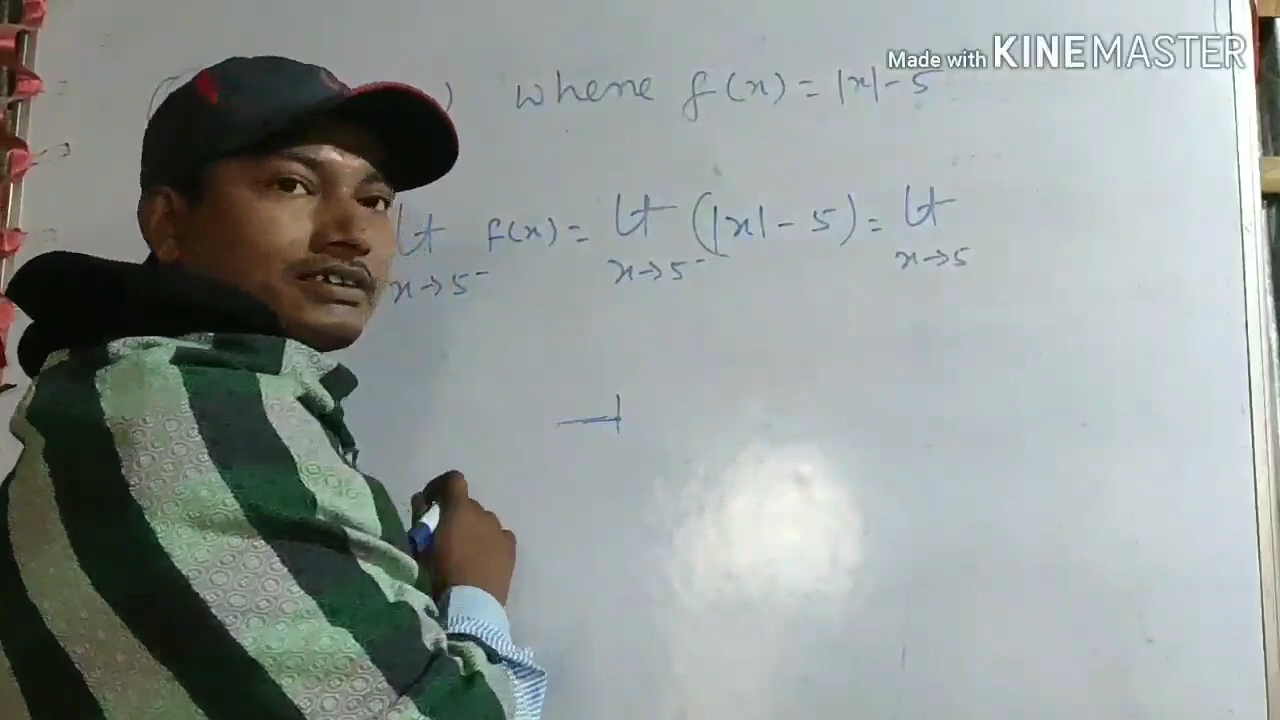 Made with KINEMASTER
) where f(x) = |x| - 5
lt f(x) = lt (|x| - 5) = lt
x→5⁻ x→5⁻ x→5